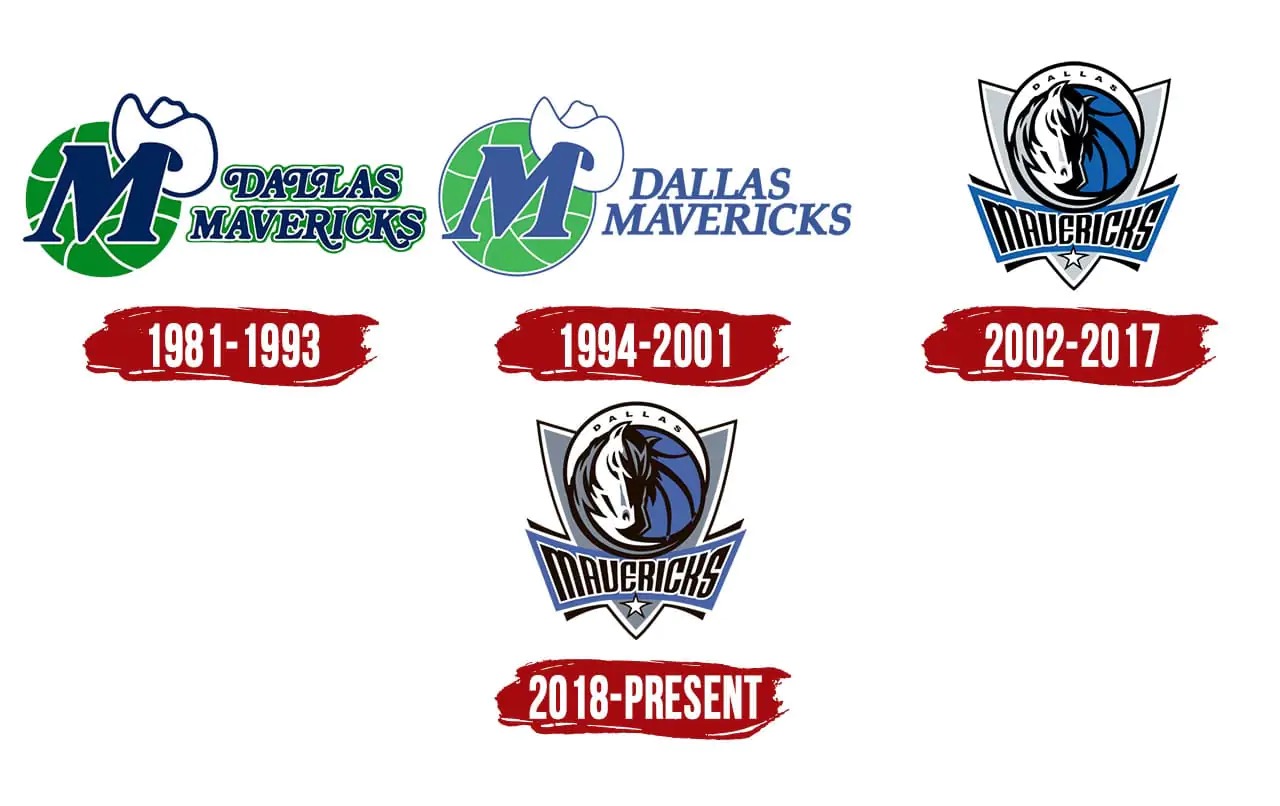 M
DALLAS
MAVERICKS
M
DALLAS
MAVERICKS
DALLAS
MAVERICKS
1981-1993
1994-2001
2002-2017
DALLAS
MAVERICKS
2018-PRESENT